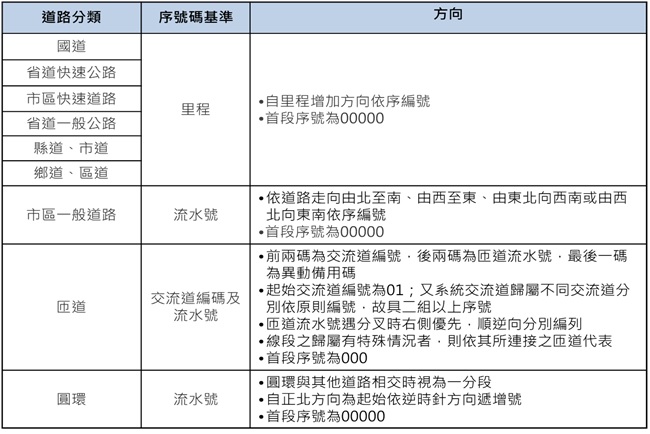 道路分類 序號碼基準 方向
國道
省道快速公路
市區快速道路
省道一般公路
縣道、市道
鄉道、區道
里程
•自里程增加方向依序編號
•首段序號為00000
市區一般道路 流水號
•依道路走向由北至南、由西至東、由東北向西南或由西
北向東南依序編號
•首段序號為00000
匝道
交流道編碼及
流水號
•前兩碼為交流道編號，後兩碼為匝道流水號，最後一碼
為異動備用碼
•起始交流道編號為01；又系統交流道歸屬不同交流道分
別依原則編號，故具二組以上序號
•匝道流水號遇分叉時右側優先，順逆向分別編列
•線段之歸屬有特殊情況者，則依其所連接之匝道代表
•首段序號為000
圓環 流水號
•圓環與其他道路相交時視為一分段
•自正北方向為起始依逆時針方向遞增號
•首段序號為00000